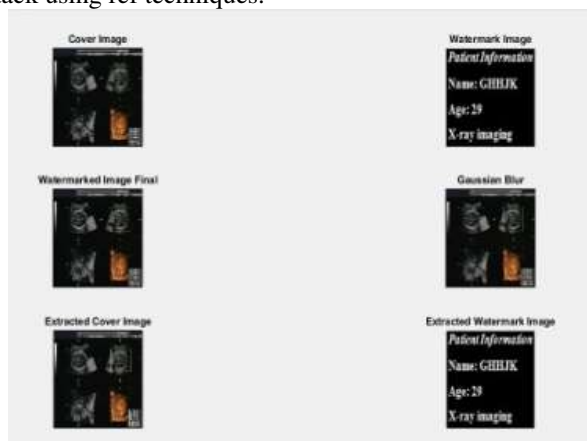 ack using ref techniques.
Cover Image
Watermark Image
Patient Information
Name: GHHJK
Age: 29
X-ray imaging
Watermarked Image Final
Gaussian Blur
Extracted Cover Image
Extracted Watermark Image
Patient Information
Name: GHHJK
Age: 29
X-ray imaging